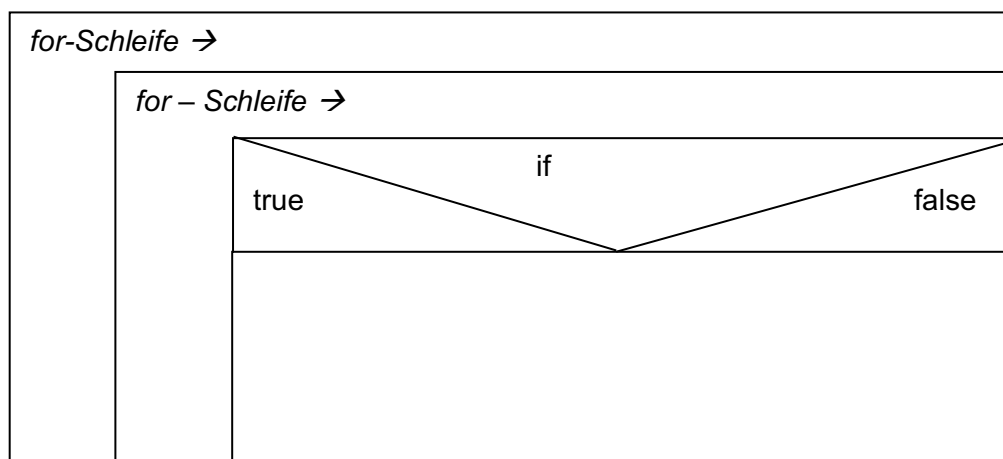 for-Schleife →
for – Schleife →
if
true
false